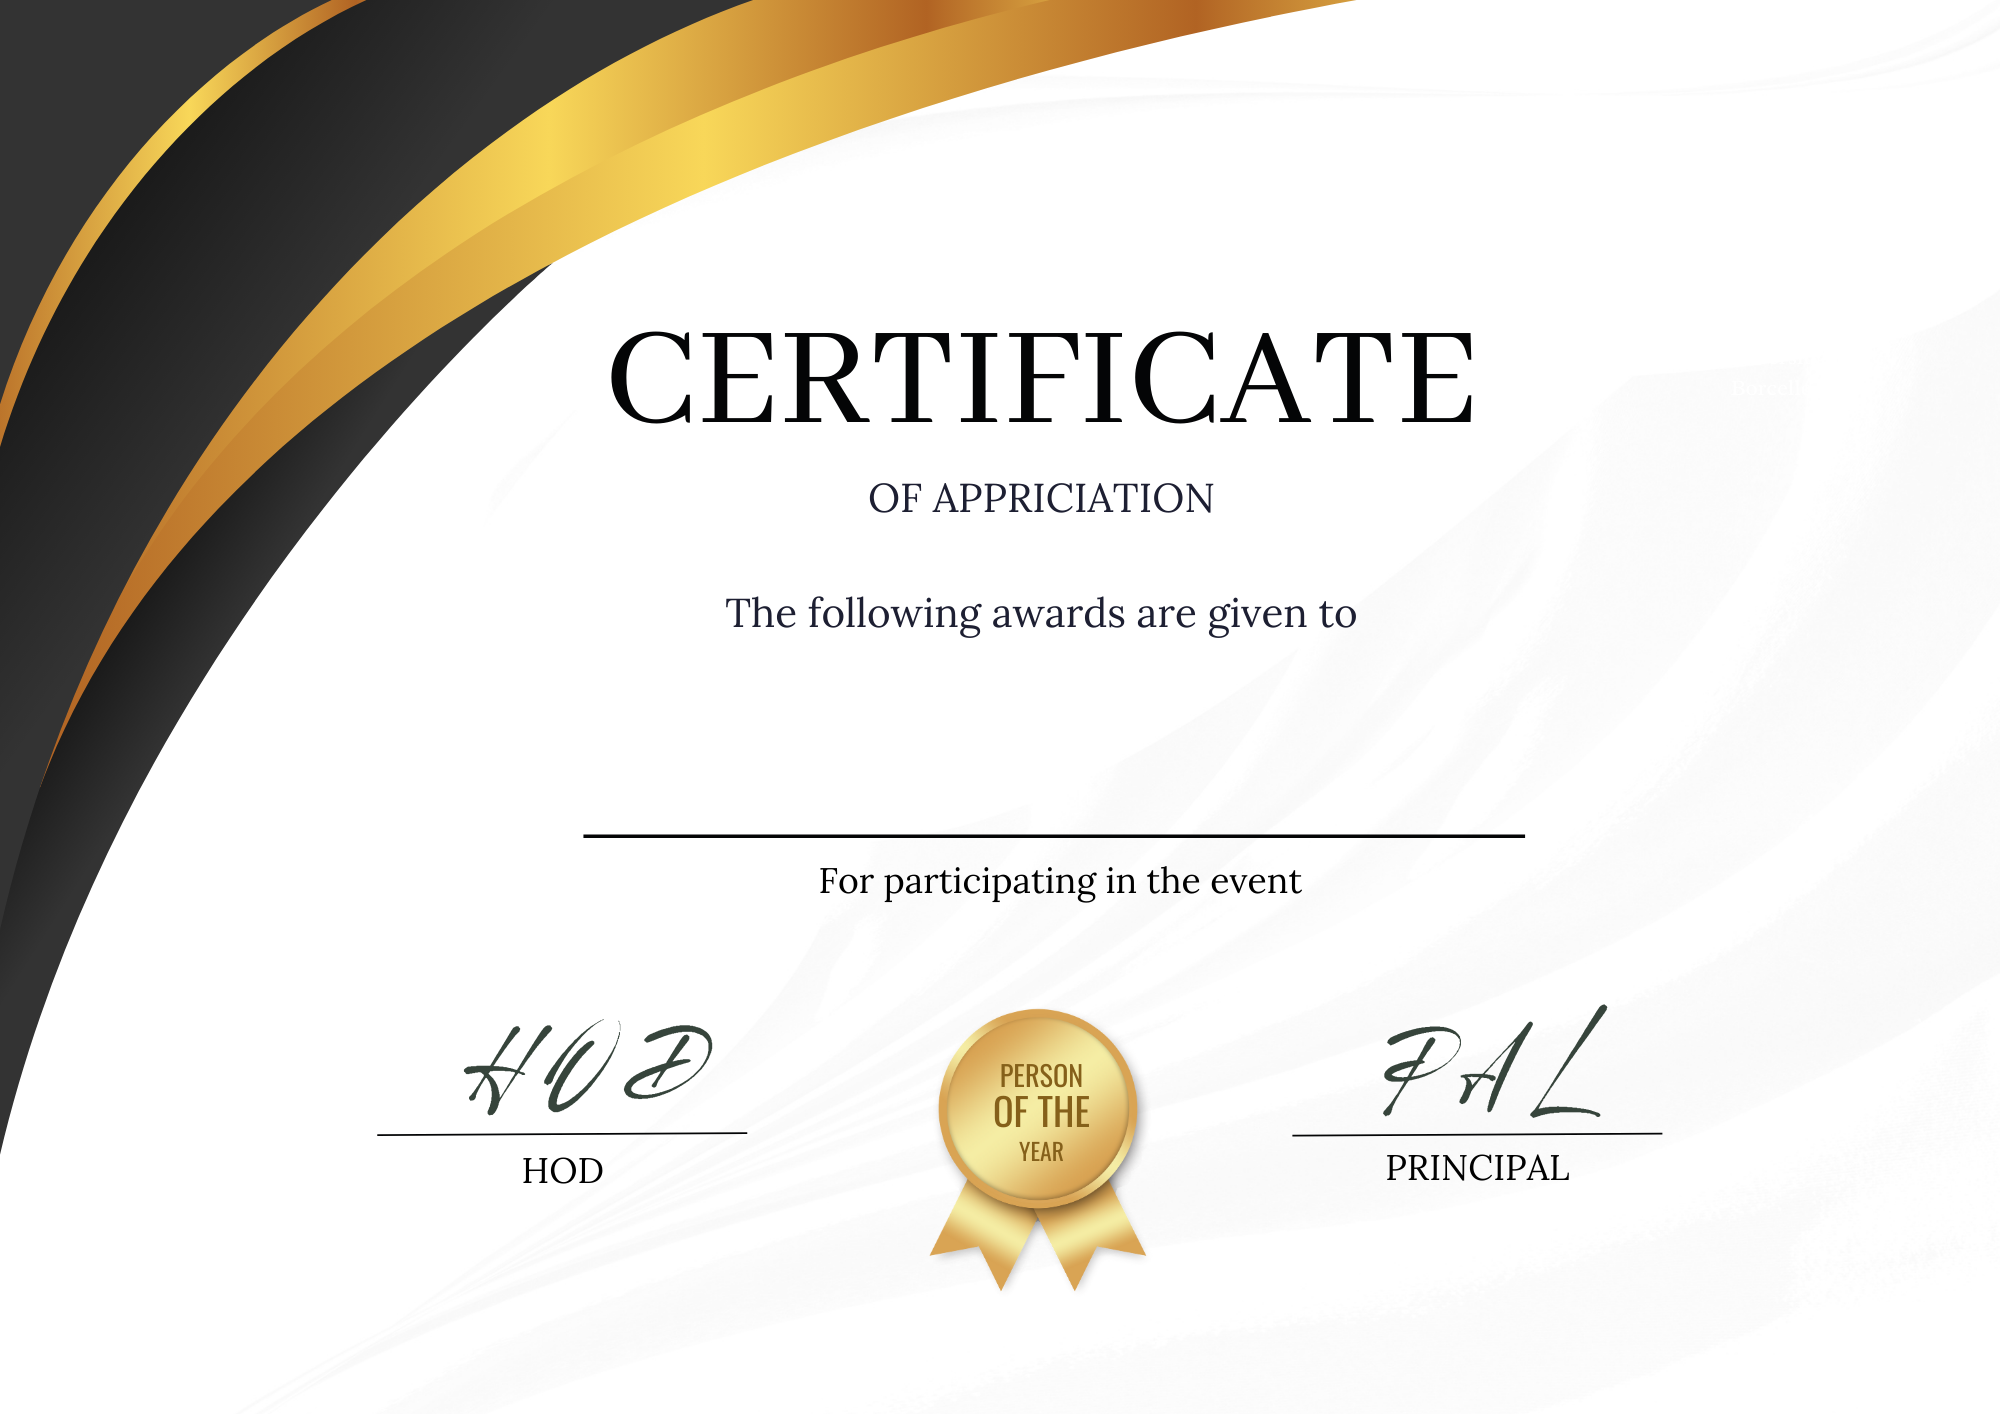 CERTIFICATE
OF APPRICIATION
The following awards are given to
For participating in the event
HOD
PERSON
OF THE
YEAR
PAL
HOD
PRINCIPAL